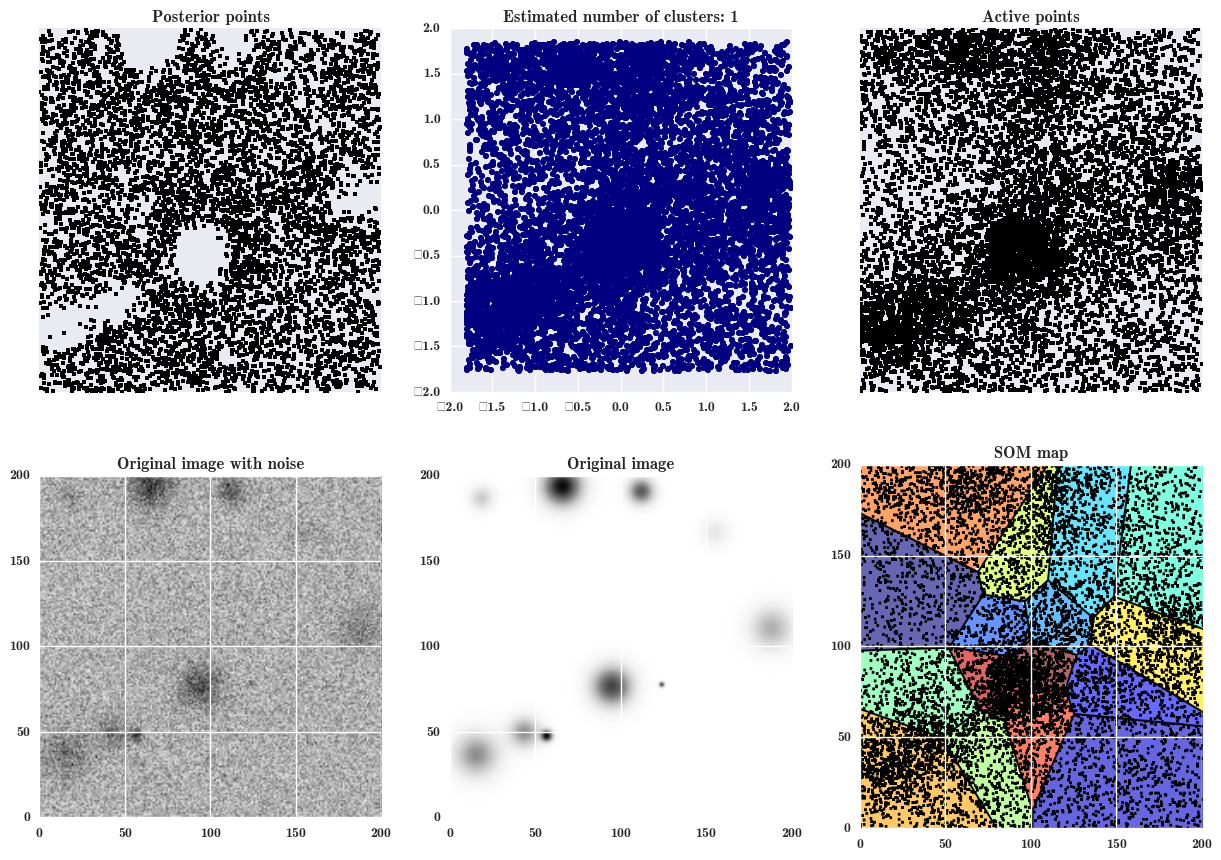 Posterior points
Estimated number of clusters: 1
Active points
2.0
1.5
1.0
0.5
0.0
□0.5
□1.0
□1.5
□2.0
□2.0 □1.5 □1.0 □0.5 0.0 0.5 1.0 1.5 2.0
Original image with noise
Original image
SOM map
200
150
100
50
0
0 50 100 150 200
200
150
100
50
0
0 50 100 150 200
200
150
100
50
0
0 50 100 150 200